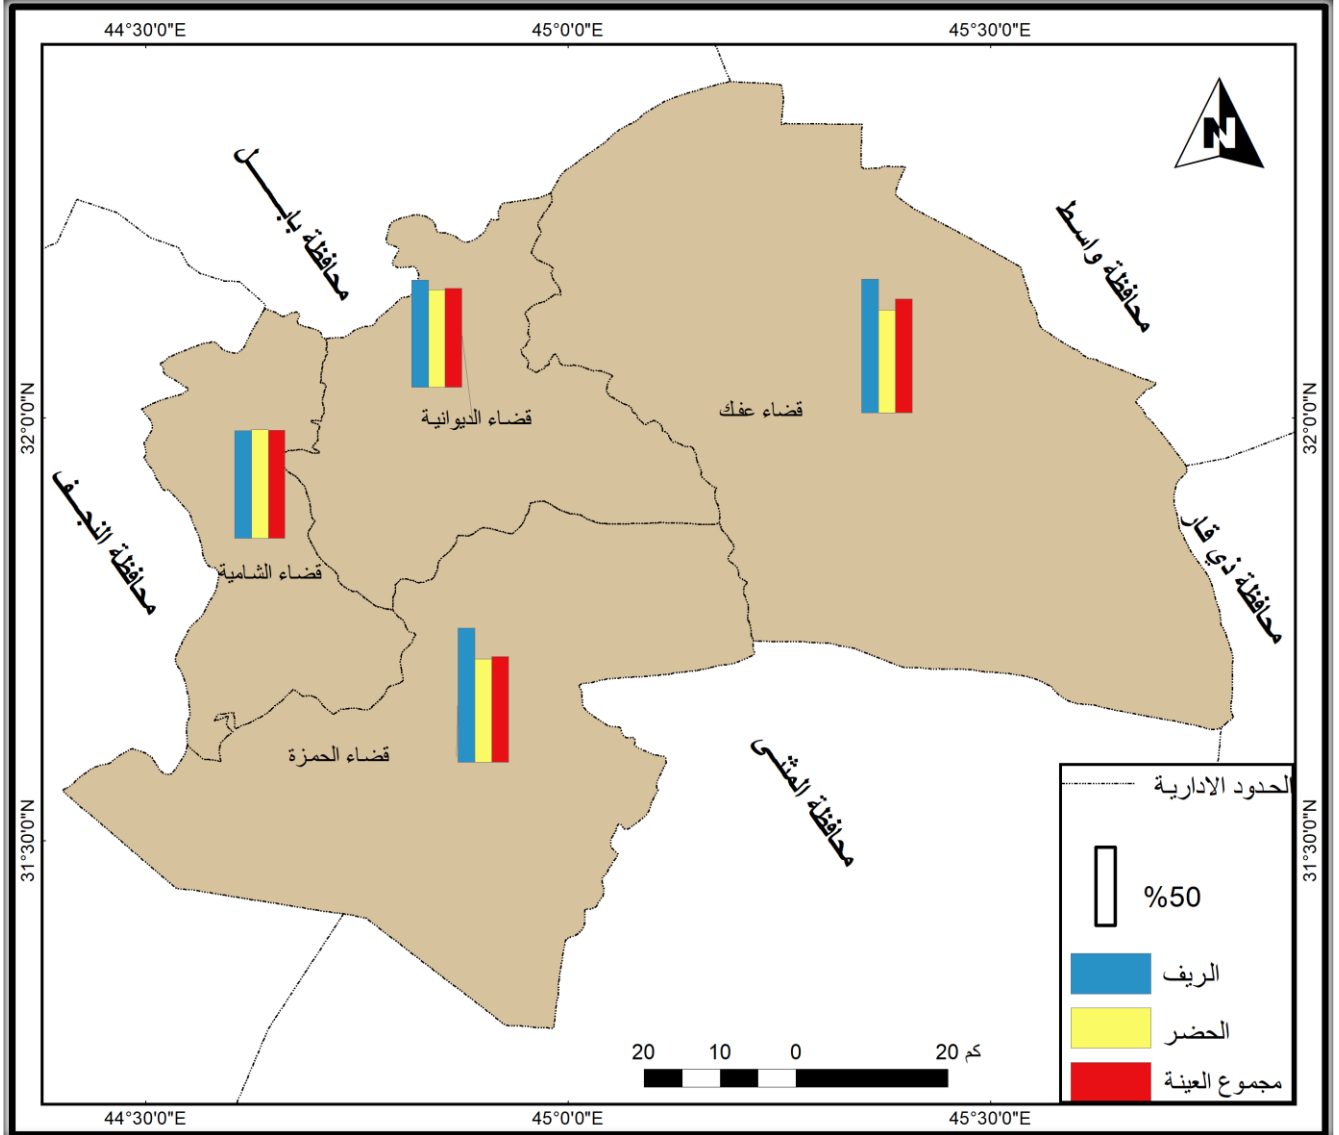 44°30'0"E 45°0'0"E 45°30'0"E
N
محافظة بابــــل
محافظة واسط
قضاء عفك
قضاء الديوانية
32°0'0"N 32°0'0"N
محافظة النجــف
محافظة ذي قار
قضاء الشامية
قضاء الحمزة
محافظة المثنــى
31°30'0"N 31°30'0"N
الحدود الادارية
%50
الريف
الحضر
مجموع العينة
20 10 0 20 كم
44°30'0"E 45°0'0"E 45°30'0"E